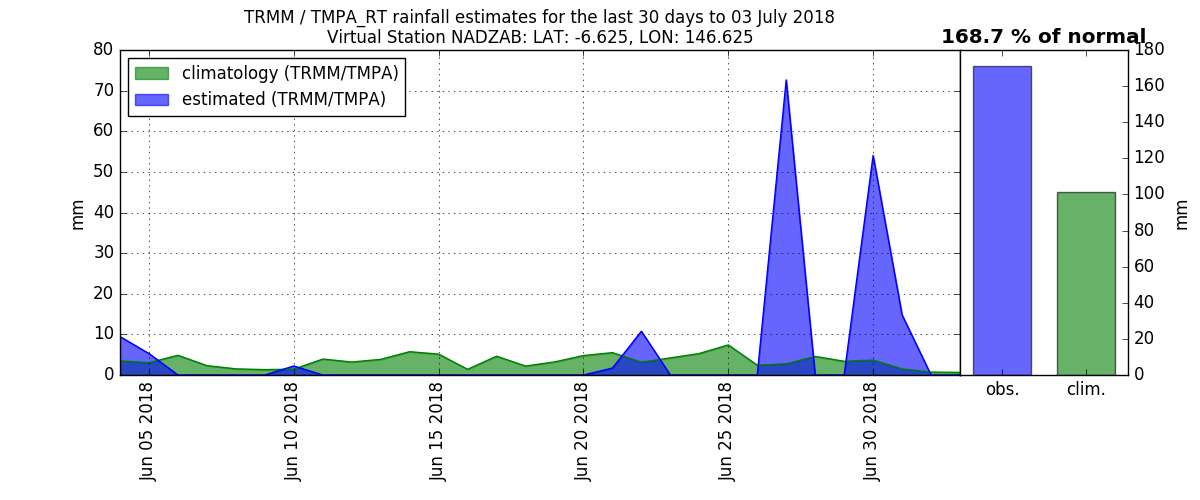 TRMM / TMPA_RT rainfall estimates for the last 30 days to 03 July 2018
Virtual Station NADZAB: LAT: -6.625, LON: 146.625
168.7 % of normal
climatology (TRMM/TMPA)
estimated (TRMM/TMPA)
mm
80
70
60
50
40
30
20
10
0
Jun 05 2018
Jun 10 2018
Jun 15 2018
Jun 20 2018
Jun 25 2018
Jun 30 2018
obs.
clim.
180
160
140
120
100
80
60
40
20
0
mm